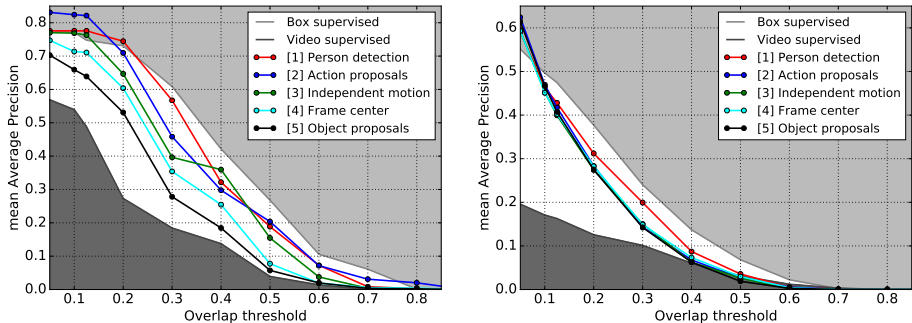 0.8
0.7
0.6
0.5
0.4
0.3
0.2
0.1
0.0
mean Average Precision
Box supervised
Video supervised
[1] Person detection
[2] Action proposals
[3] Independent motion
[4] Frame center
[5] Object proposals
0.1 0.2 0.3 0.4 0.5 0.6 0.7 0.8
Overlap threshold
0.6
0.5
0.4
0.3
0.2
0.1
0.0
mean Average Precision
Box supervised
Video supervised
[1] Person detection
[2] Action proposals
[3] Independent motion
[4] Frame center
[5] Object proposals
0.1 0.2 0.3 0.4 0.5 0.6 0.7 0.8
Overlap threshold